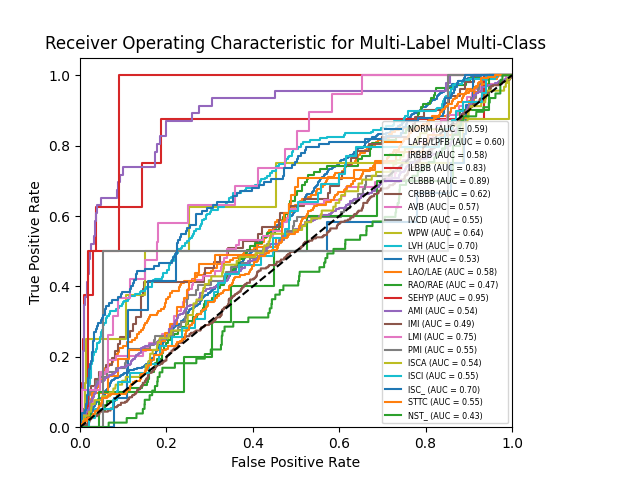 Receiver Operating Characteristic for Multi-Label Multi-Class
1.0
0.8
0.6
0.4
0.2
0.0
True Positive Rate
NORM (AUC = 0.59)
LAFB/LPFB (AUC = 0.60)
IRBBB (AUC = 0.58)
ILBBB (AUC = 0.83)
CLBBB (AUC = 0.89)
CRBBB (AUC = 0.62)
AVB (AUC = 0.57)
IVCD (AUC = 0.55)
WPW (AUC = 0.64)
LVH (AUC = 0.70)
RVH (AUC = 0.53)
LAO/LAE (AUC = 0.58)
RAO/RAE (AUC = 0.47)
SEHYP (AUC = 0.95)
AMI (AUC = 0.54)
IMI (AUC = 0.49)
LMI (AUC = 0.75)
PMI (AUC = 0.55)
ISCA (AUC = 0.54)
ISCI (AUC = 0.55)
ISC_ (AUC = 0.70)
STTC (AUC = 0.55)
NST_ (AUC = 0.43)
0.0 0.2 0.4 0.6 0.8 1.0
False Positive Rate